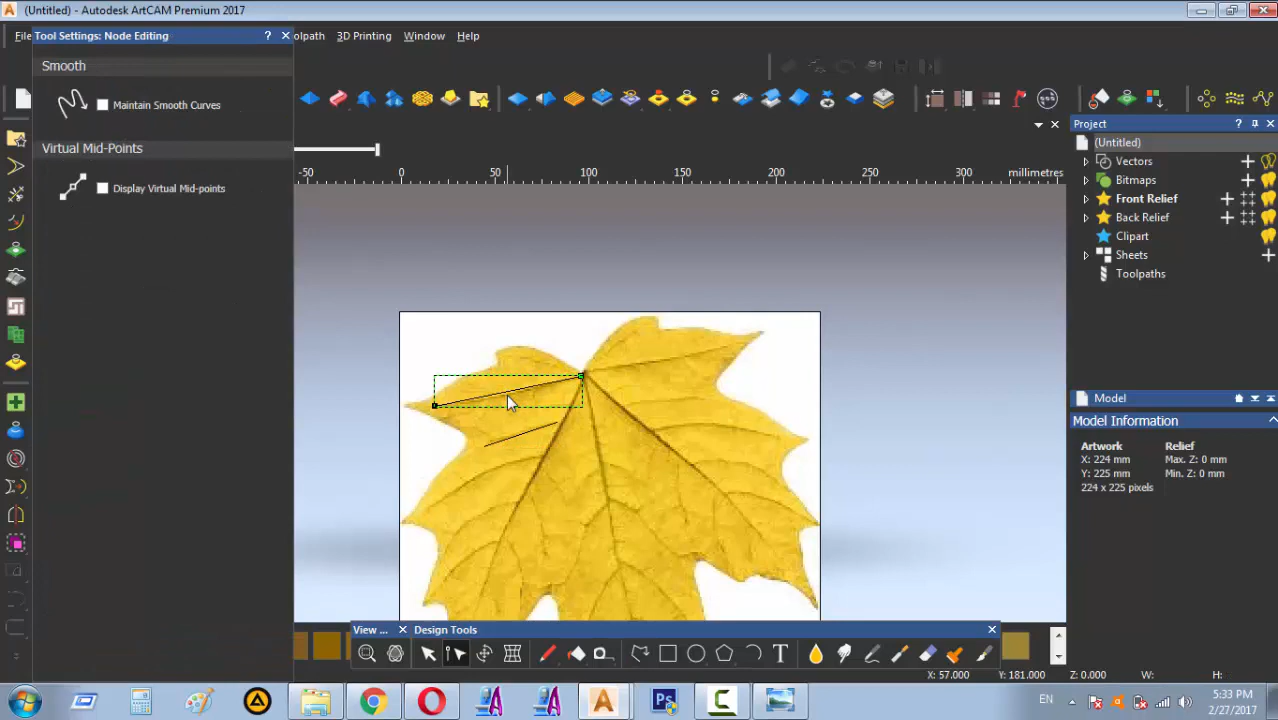 (Untitled) - Autodesk ArtCAM Premium 2017
File
Tool Settings: Node Editing
? ×
3D Printing
Window
Help
Smooth
Maintain Smooth Curves
Virtual Mid-Points
Display Virtual Mid-points
-50 0 50 100 150 200 250 300 millimetres
Project
(Untitled)
Vectors
Bitmaps
Front Relief
Back Relief
Clipart
Sheets
Toolpaths
Model
Model Information
Artwork Relief
X: 224 mm Max. Z: 0 mm
Y: 225 mm Min. Z: 0 mm
224 x 225 pixels
View ... Design Tools
X: 57.000 Y: 181.000 Z: 0.000 W: H:
EN
5:33 PM
2/27/2017